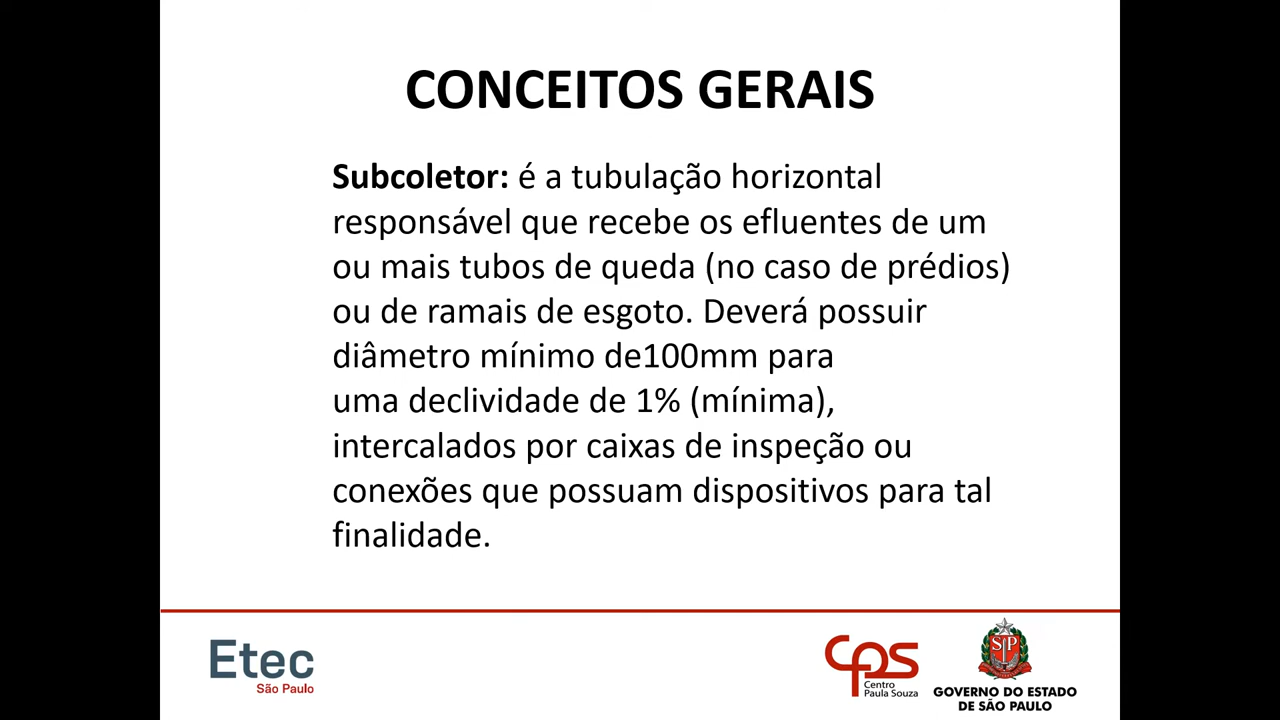 CONCEITOS GERAIS
Subcoletor: é a tubulação horizontal
responsável que recebe os efluentes de um
ou mais tubos de queda (no caso de prédios)
ou de ramais de esgoto. Deverá possuir
diâmetro mínimo de100mm para
uma declividade de 1% (mínima),
intercalados por caixas de inspeção ou
conexões que possuam dispositivos para tal
finalidade.
Etec
São Paulo
cps
Centro
Paula Souza
SP
GOVERNO DO ESTADO
DE SÃO PAULO